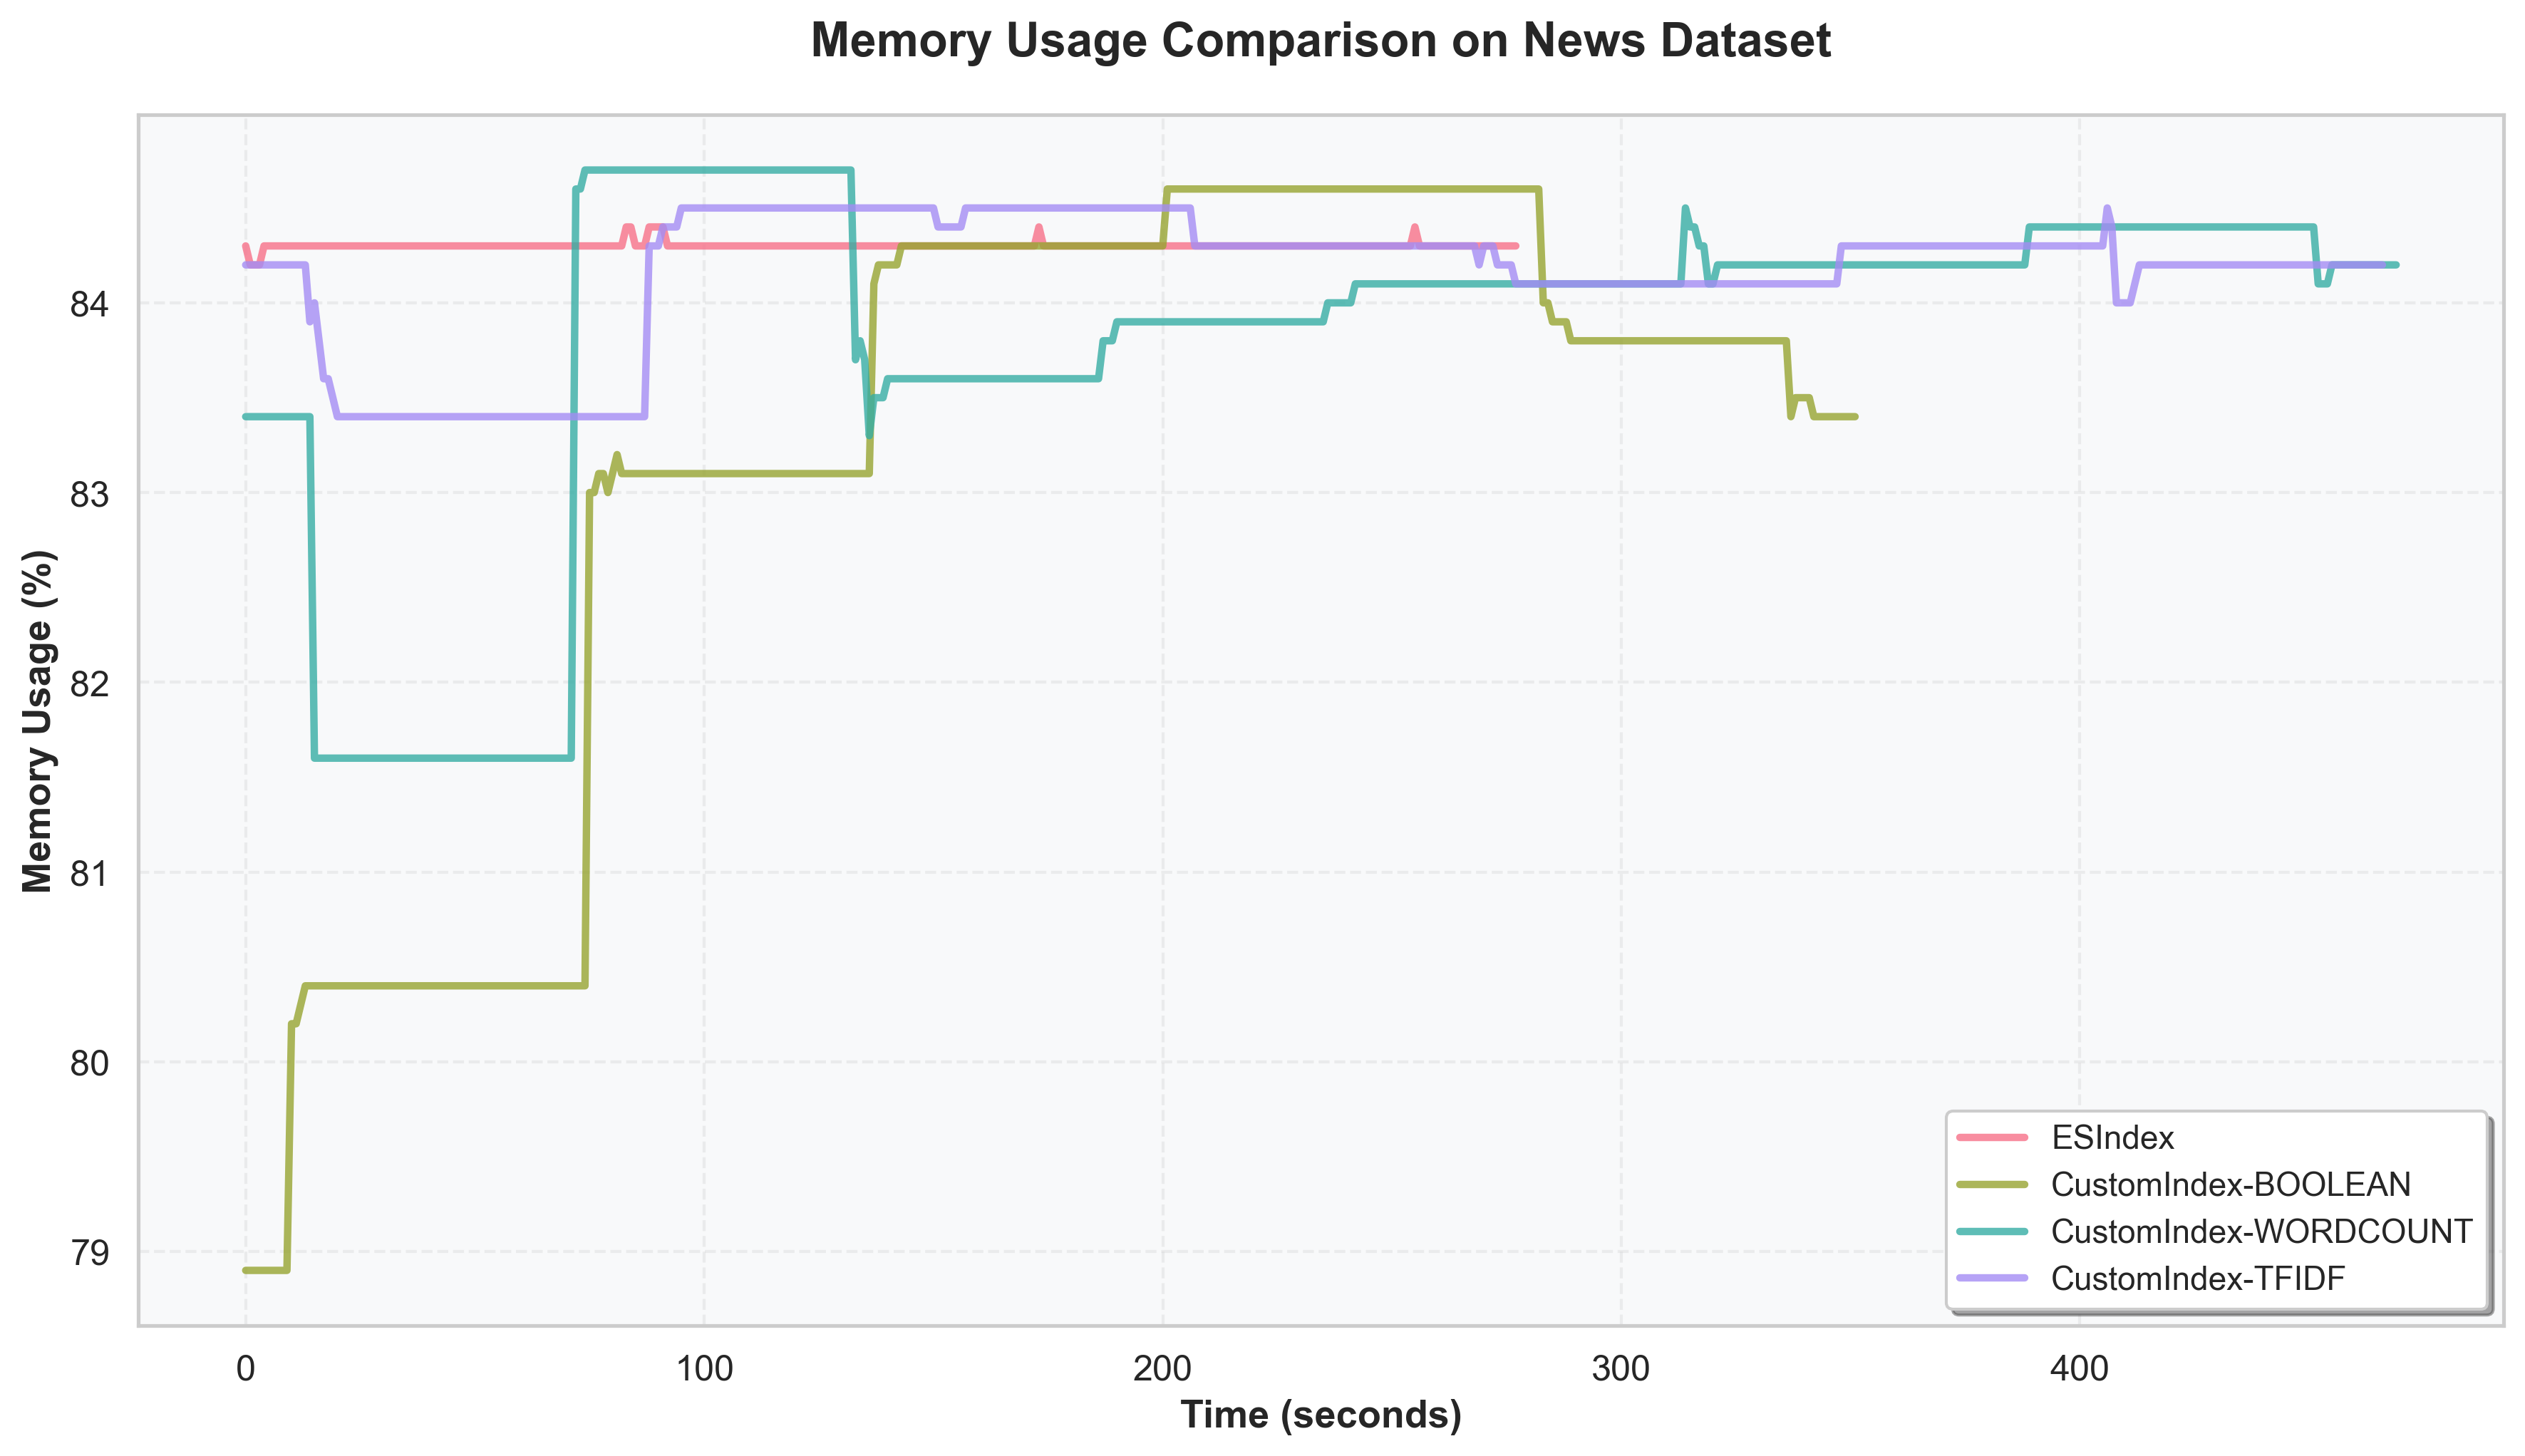 Memory Usage Comparison on News Dataset
Memory Usage (%)
84
83
82
81
80
79
0 100 200 300 400
Time (seconds)
ESIndex
CustomIndex-BOOLEAN
CustomIndex-WORDCOUNT
CustomIndex-TFIDF